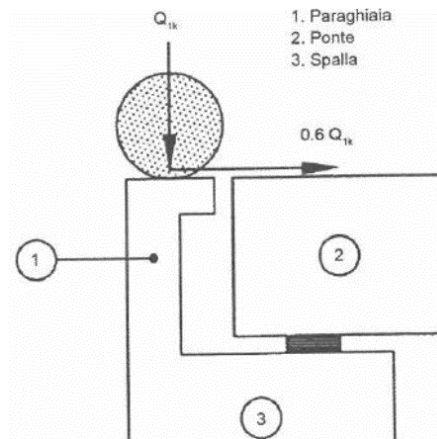 Q1k
1. Paraghiaia
2. Ponte
3. Spalla
0.6 Q1k
1
2
3